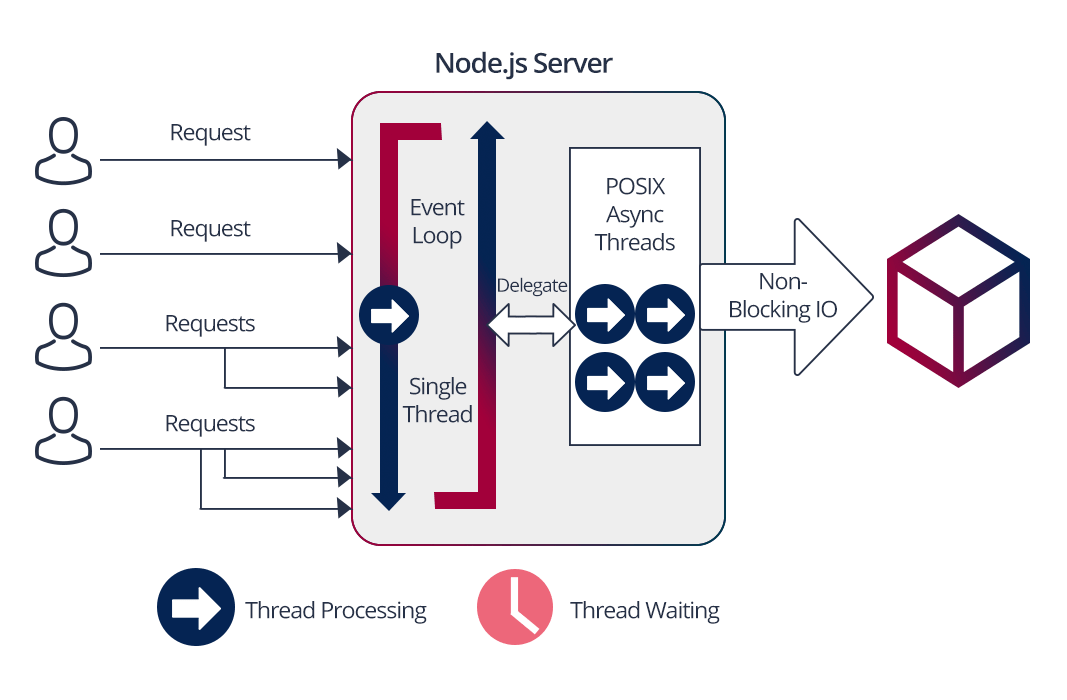 Node.js Server
Request
Request
Requests
Requests
Event
Loop
Single
Thread
Delegate
POSIX
Async
Threads
Non-
Blocking IO
Thread Processing
Thread Waiting